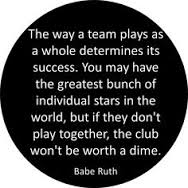 The way a team plays as
a whole determines its
success. You may have
the greatest bunch of
individual stars in the
world, but if they don't
play together, the club
won't be worth a dime.
Babe Ruth